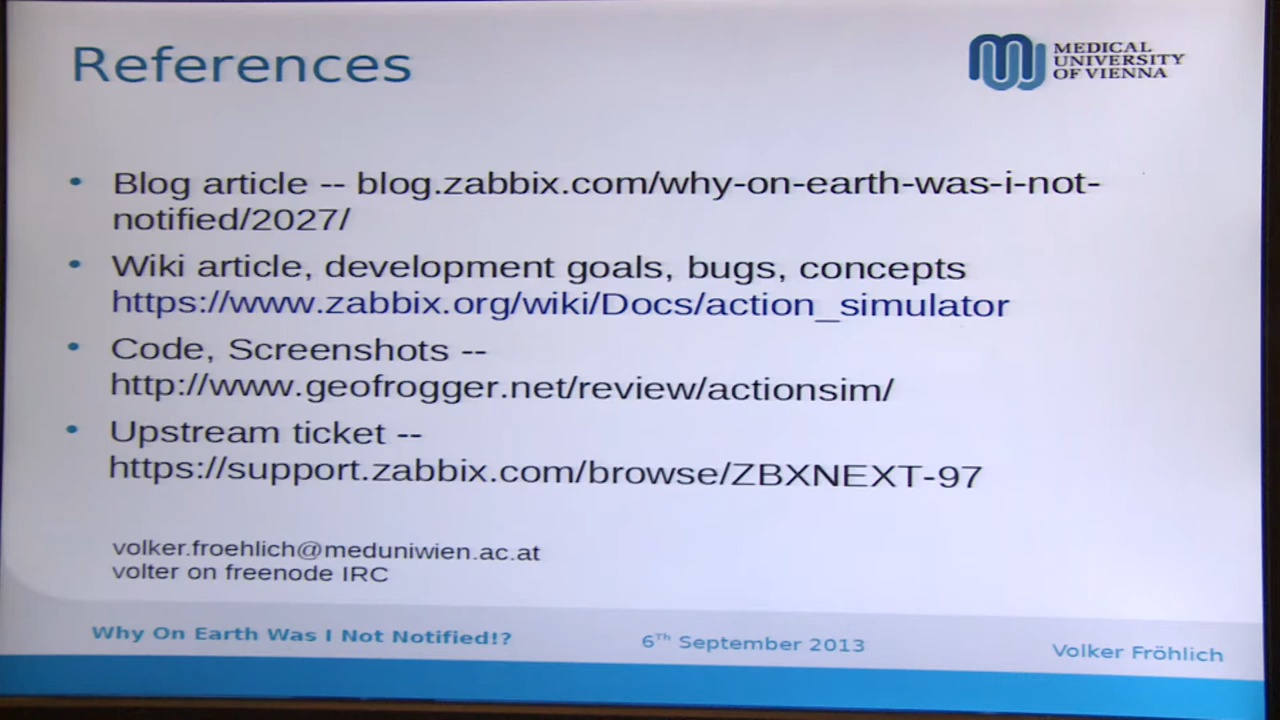 References
MEDICAL
UNIVERSITY
OF VIENNA
• Blog article -- blog.zabbix.com/why-on-earth-was-i-not-
notified/2027/
• Wiki article, development goals, bugs, concepts
https://www.zabbix.org/wiki/Docs/action_simulator
• Code, Screenshots --
http://www.geofrogger.net/review/actionsim/
• Upstream ticket --
https://support.zabbix.com/browse/ZBXNEXT-97
volker.froehlich@meduniwien.ac.at
volter on freenode IRC
Why On Earth Was I Not Notified!?
6Th September 2013
Volker Fröhlich